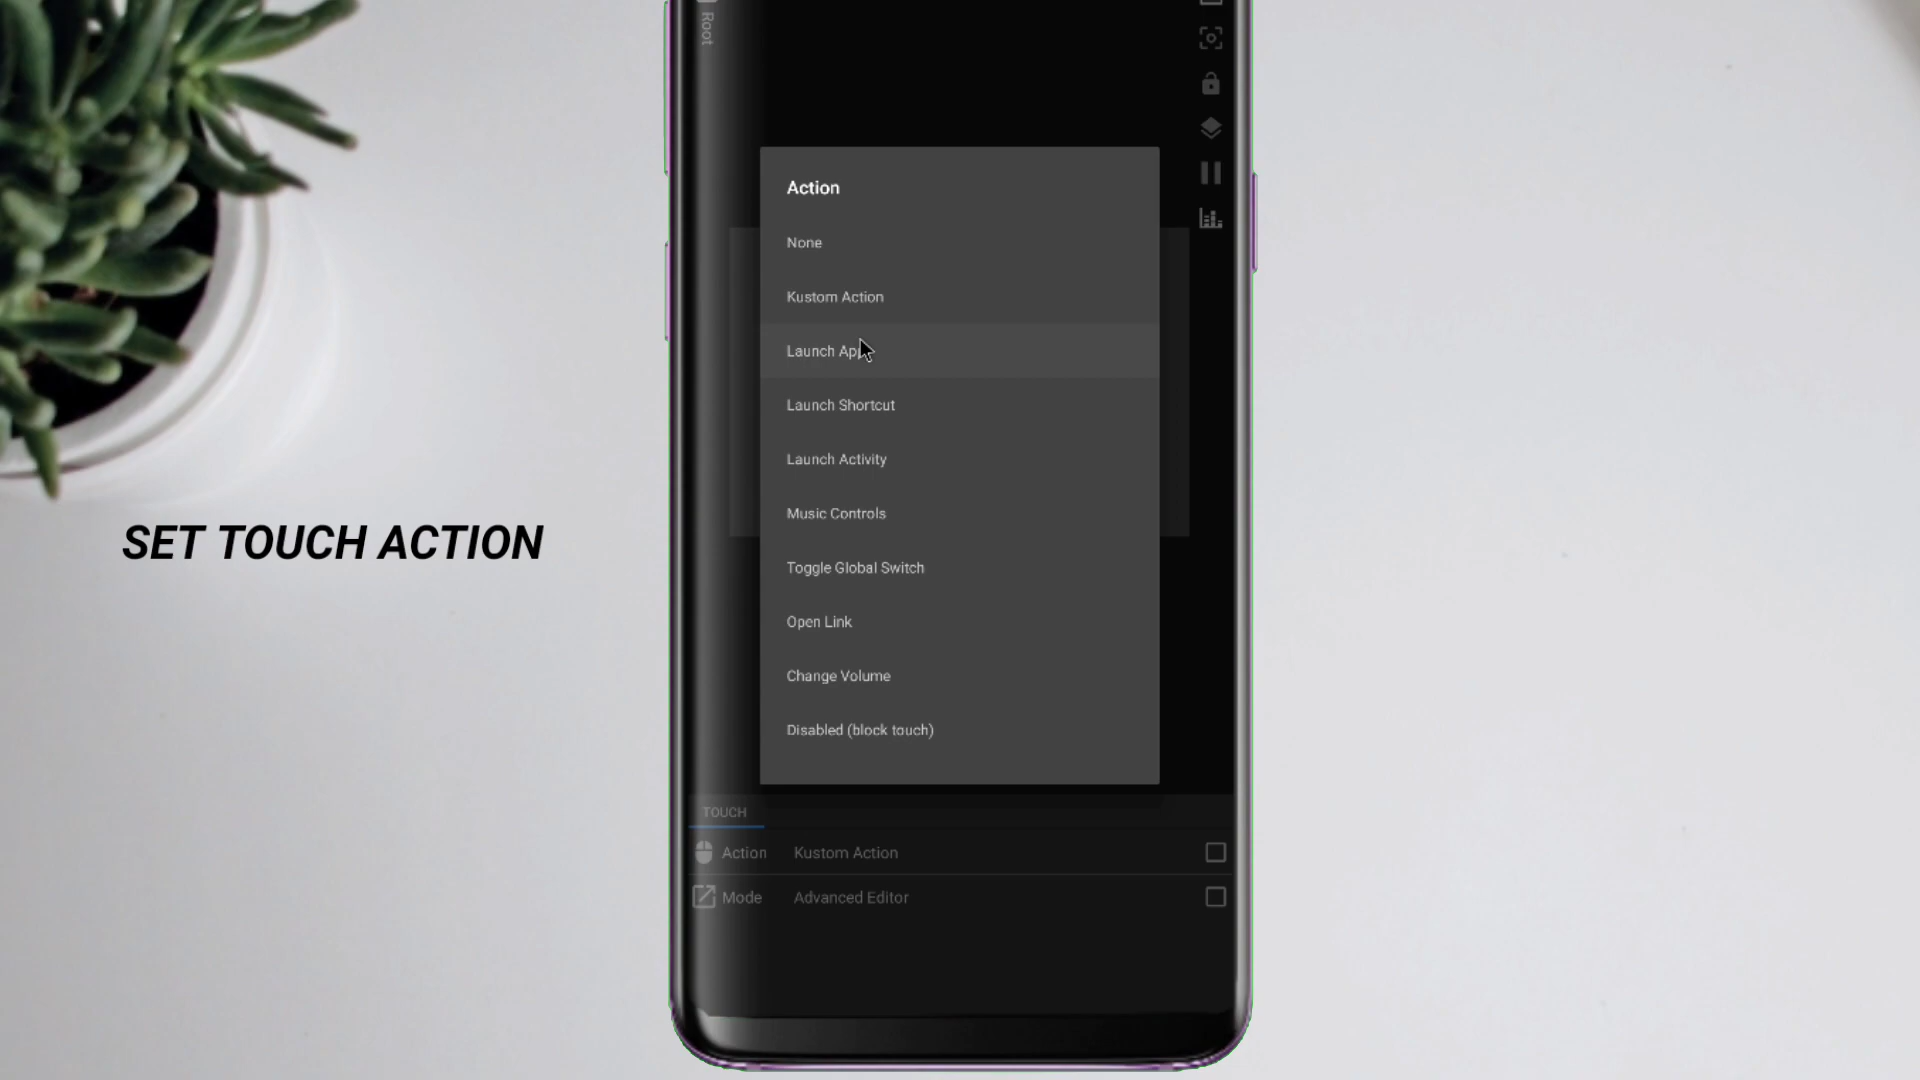 Root
Action
None
Kustom Action
Launch App
Launch Shortcut
Launch Activity
Music Controls
Toggle Global Switch
Open Link
Change Volume
Disabled (block touch)
SET TOUCH ACTION
TOUCH
Action Kustom Action
Mode Advanced Editor